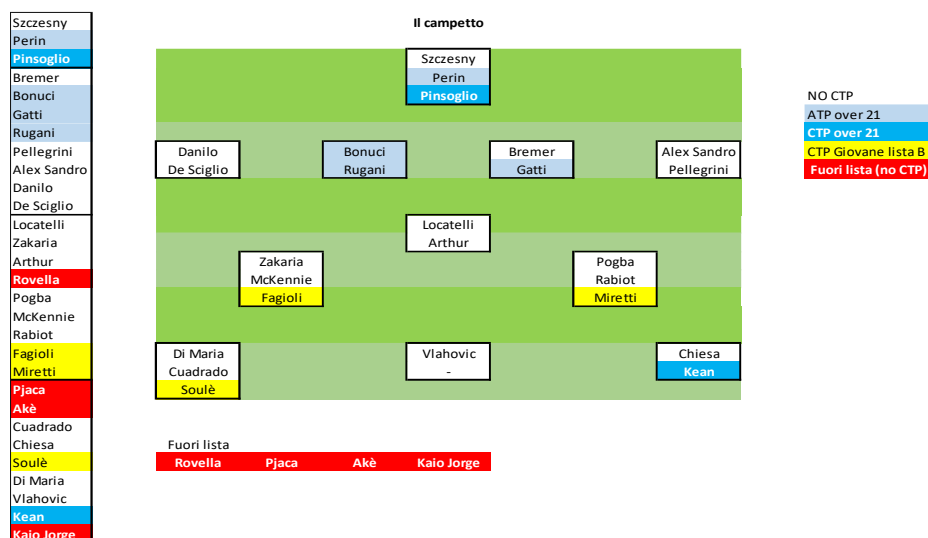 Szczesny
Perin
Pinsoglio
Bremer
Bonuci
Gatti
Rugani
Pellegrini
Alex Sandro
Danilo
De Sciglio
Locatelli
Zakaria
Arthur
Rovella
Pogba
McKennie
Rabiot
Fagioli
Miretti
Pjaca
Akè
Cuadrado
Chiesa
Soulè
Di Maria
Vlahovic
Kean
Kaio Jorge
Il campetto
Szczesny
Perin
Pinsoglio
Danilo
De Sciglio
Bonuci
Rugani
Bremer
Gatti
Alex Sandro
Pellegrini
Locatelli
Arthur
Zakaria
McKennie
Fagioli
Pogba
Rabiot
Miretti
Di Maria
Cuadrado
Soulè
Vlahovic
-
Chiesa
Kean
Fuori lista
Rovella Pjaca Akè Kaio Jorge
NO CTP
ATP over 21
CTP over 21
CTP Giovane lista B
Fuori lista (no CTP)